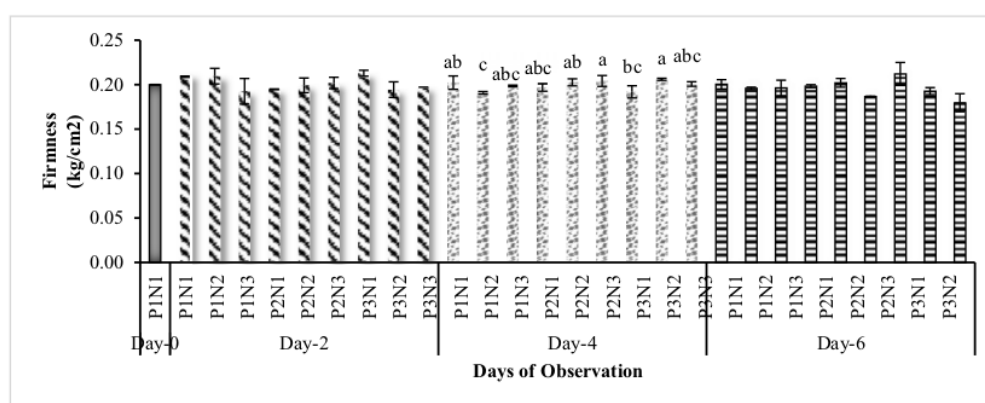 0.25
0.20
0.15
0.10
0.05
0.00
Firmness
(kg/cm2)
ab c abc abc ab a bc a abc
P1N1 P1N1 P1N2 P1N3 P2N1 P2N2 P2N3 P3N1 P3N2 P3N3 P1N1 P1N2 P1N3 P2N1 P2N2 P2N3 P3N1 P3N2 P3N3 P1N1 P1N2 P1N3 P2N1 P2N2 P2N3 P3N1 P3N2
Day-0 Day-2 Day-4 Day-6
Days of Observation